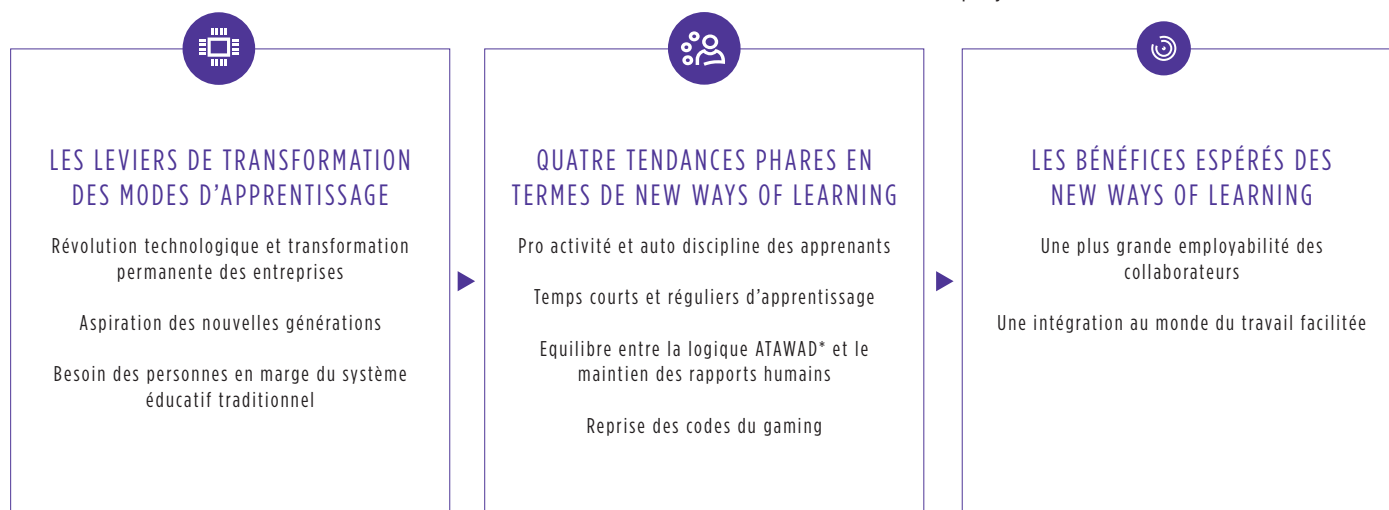 LES LEVIERS DE TRANSFORMATION
DES MODES D'APPRENTISSAGE
Révolution technologique et transformation
permanente des entreprises
Aspiration des nouvelles générations
Besoin des personnes en marge du système
éducatif traditionnel
QUATRE TENDANCES PHARES EN
TERMES DE NEW WAYS OF LEARNING
Pro activité et auto discipline des apprenants
Temps courts et réguliers d'apprentissage
Equilibre entre la logique ATAWAD* et le
maintien des rapports humains
Reprise des codes du gaming
LES BÉNÉFICES ESPÉRÉS DES
NEW WAYS OF LEARNING
Une plus grande employabilité des
collaborateurs
Une intégration au monde du travail facilitée